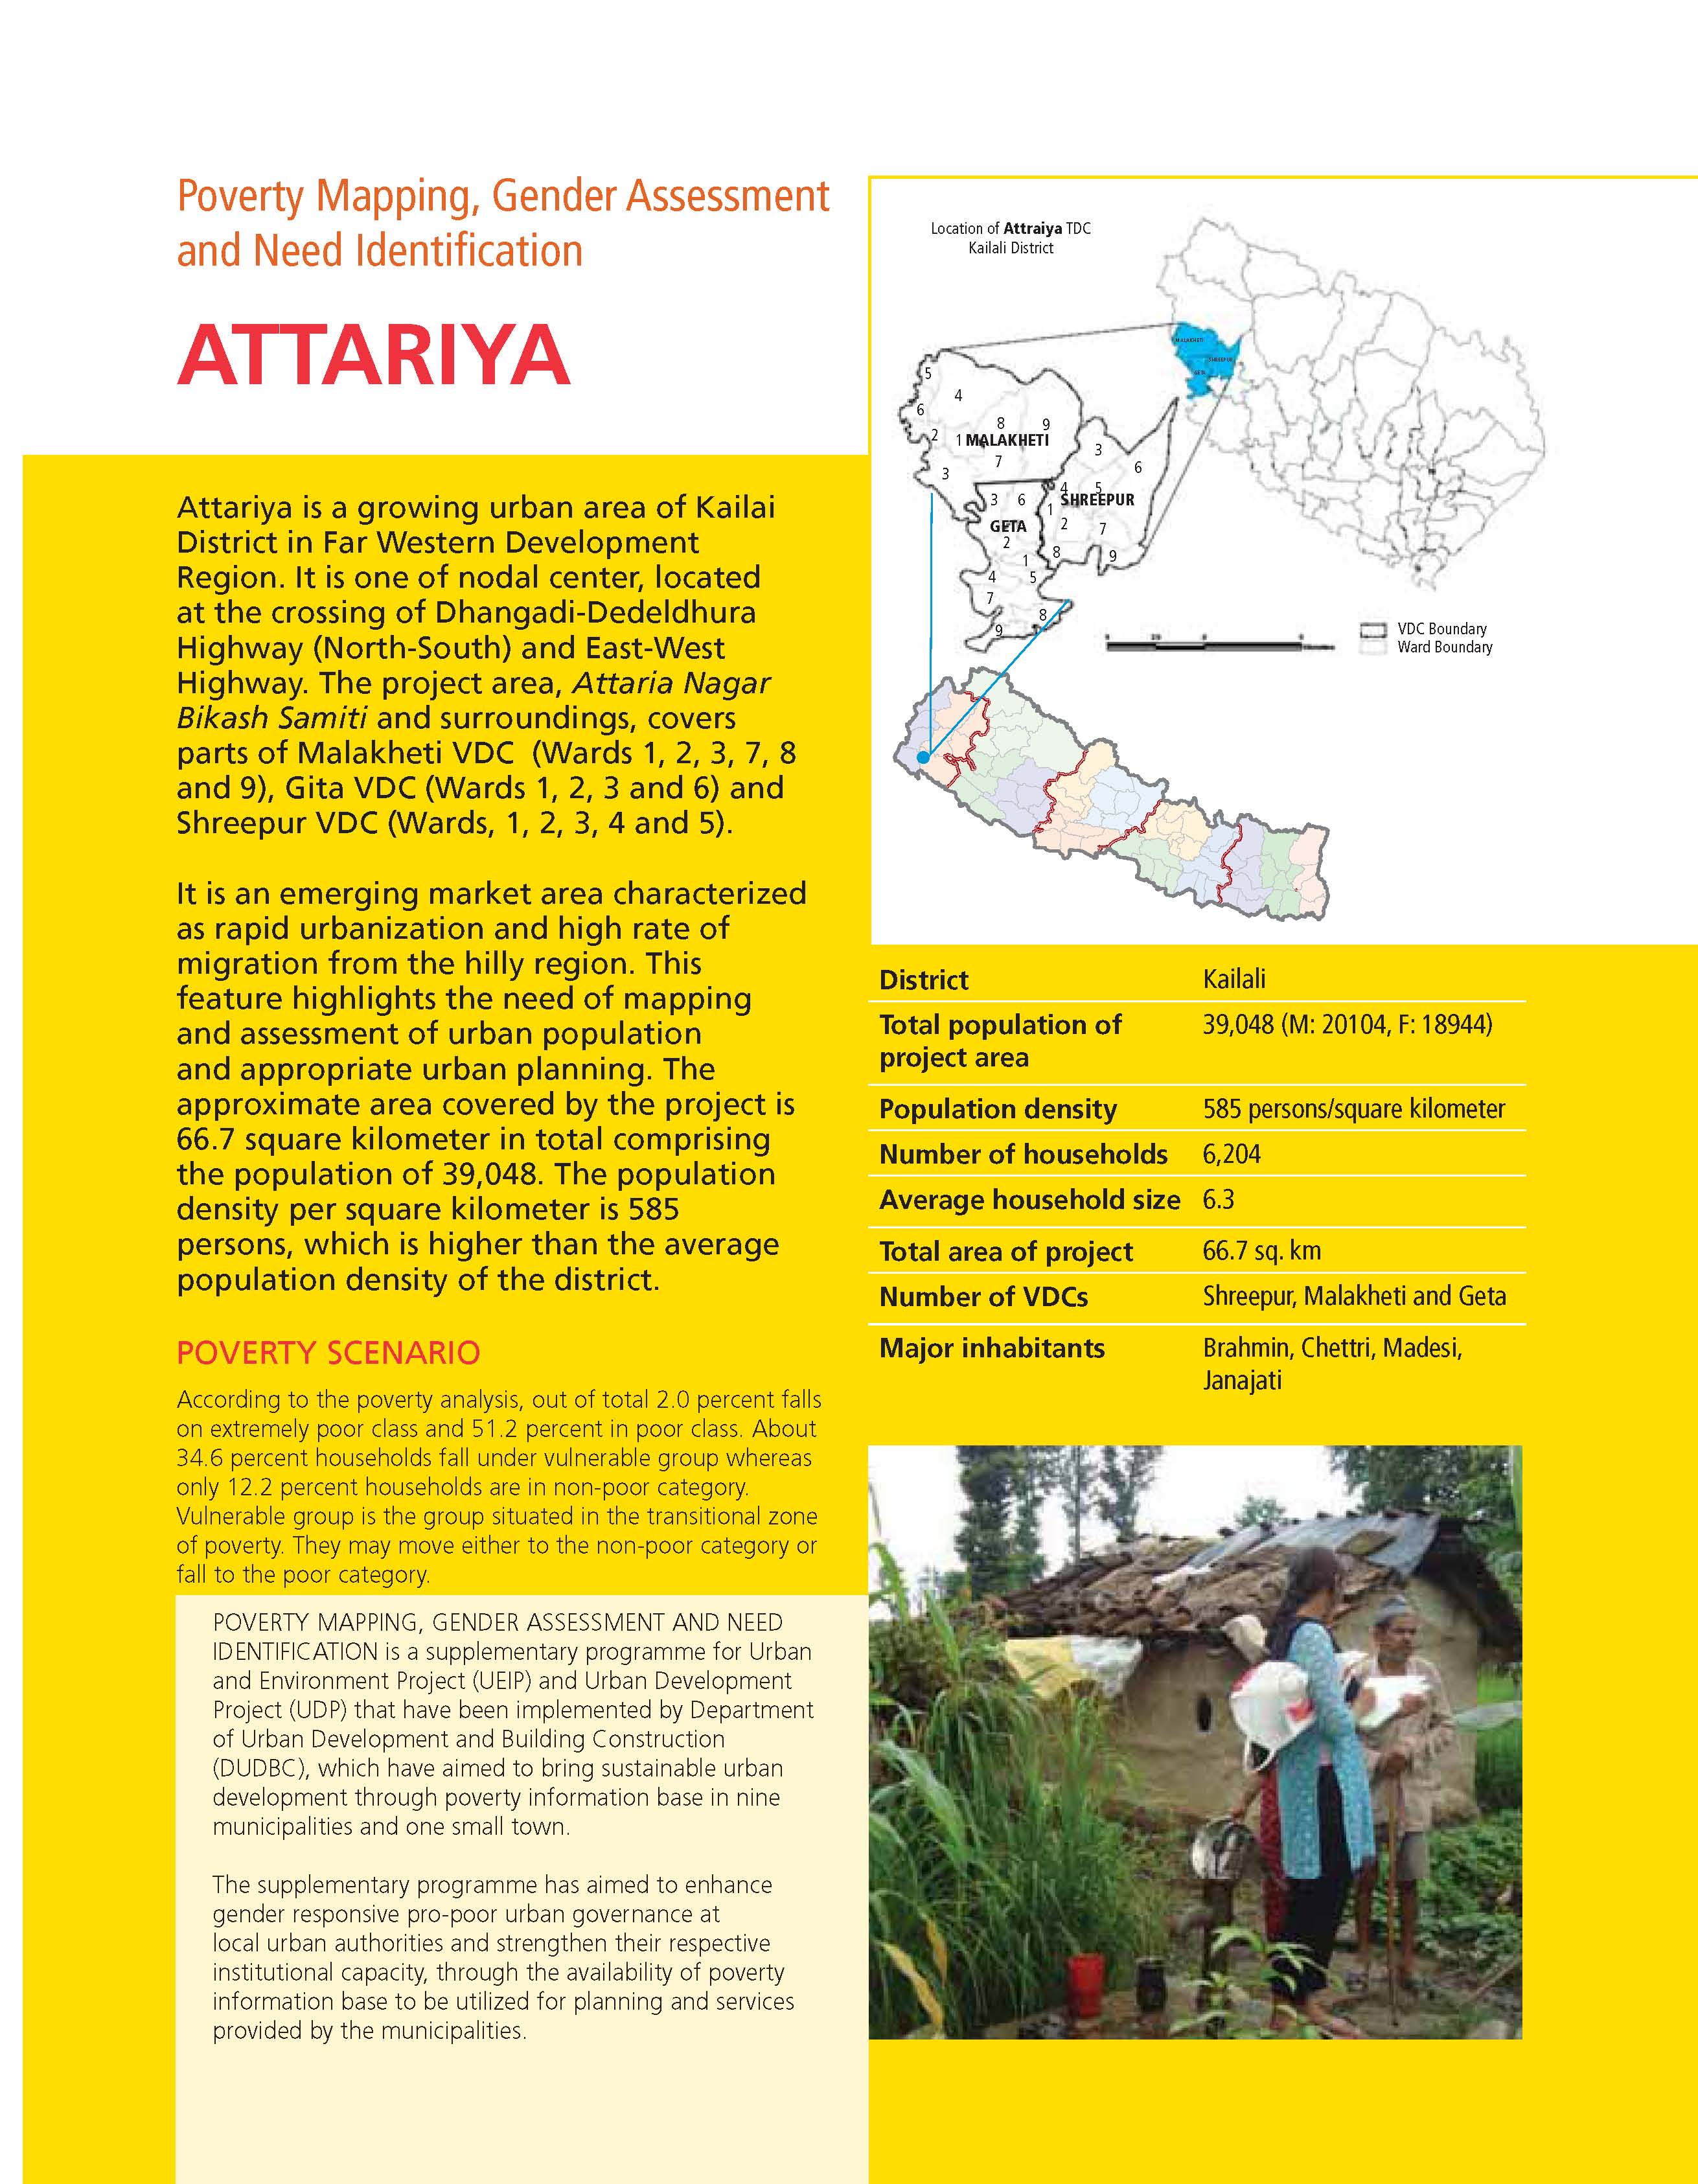 Poverty Mapping, Gender Assessment
and Need Identification
ATTARIYA
Attariya is a growing urban area of Kailai
District in Far Western Development
Region. It is one of nodal center, located
at the crossing of Dhangadi-Dedeldhura
Highway (North-South) and East-West
Highway. The project area, Attaria Nagar
Bikash Samiti and surroundings, covers
parts of Malakheti VDC (Wards 1, 2, 3, 7, 8
and 9), Gita VDC (Wards 1, 2, 3 and 6) and
Shreepur VDC (Wards, 1, 2, 3, 4 and 5).
It is an emerging market area characterized
as rapid urbanization and high rate of
migration from the hilly region. This
feature highlights the need of mapping
and assessment of urban population
and appropriate urban planning. The
approximate area covered by the project is
66.7 square kilometer in total comprising
the population of 39,048. The population
density per square kilometer is 585
persons, which is higher than the average
population density of the district.
POVERTY SCENARIO
According to the poverty analysis, out of total 2.0 percent falls
on extremely poor class and 51.2 percent in poor class. About
34.6 percent households fall under vulnerable group whereas
only 12.2 percent households are in non-poor category.
Vulnerable group is the group situated in the transitional zone
of poverty. They may move either to the non-poor category or
fall to the poor category.
POVERTY MAPPING, GENDER ASSESSMENT AND NEED
IDENTIFICATION is a supplementary programme for Urban
and Environment Project (UEIP) and Urban Development
Project (UDP) that have been implemented by Department
of Urban Development and Building Construction
(DUDBC), which have aimed to bring sustainable urban
development through poverty information base in nine
municipalities and one small town.
The supplementary programme has aimed to enhance
gender responsive pro-poor urban governance at
local urban authorities and strengthen their respective
institutional capacity, through the availability of poverty
information base to be utilized for planning and services
provided by the municipalities.
Location of Attraiya TDC
Kailali District
MALAKHETI
SHREEPUR
5
4
6
8 9
2 1 MALAKHETI
3
7
6
3
4 5
3 6 1 SHREEPUR
GETA 2 7
2
8 9
1
4 5
7
8
9
VDC Boundary
Ward Boundary
District Kailali
Total population of 39,048 (M: 20104, F: 18944)
project area
Population density 585 persons/square kilometer
Number of households 6,204
Average household size 6.3
Total area of project 66.7 sq. km
Number of VDCs Shreepur, Malakheti and Geta
Major inhabitants Brahmin, Chettri, Madesi,
Janajati